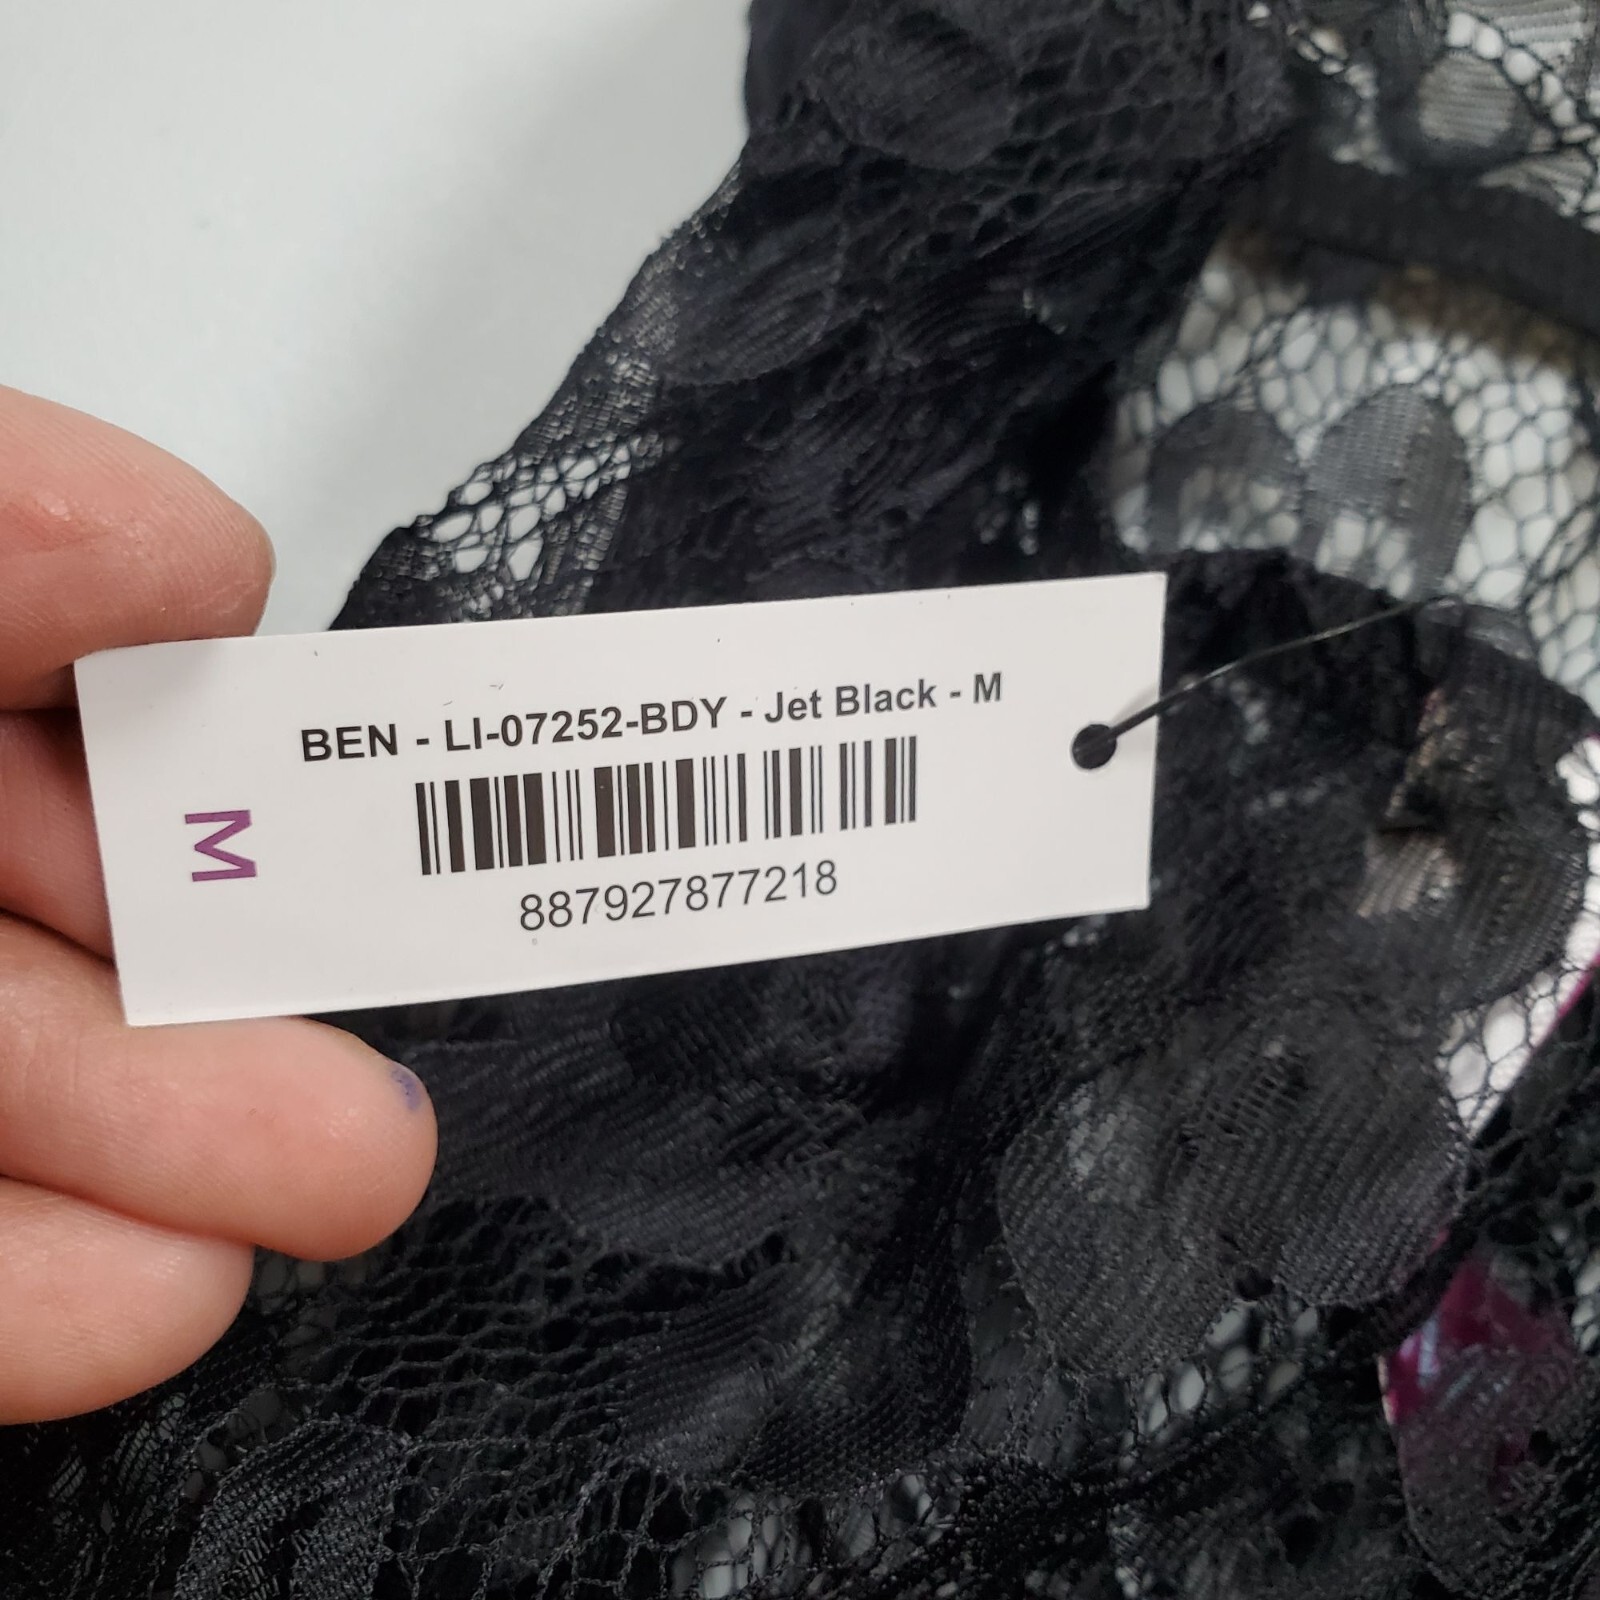 BEN - LI-07252-BDY - Jet Black - M
M
887927877218